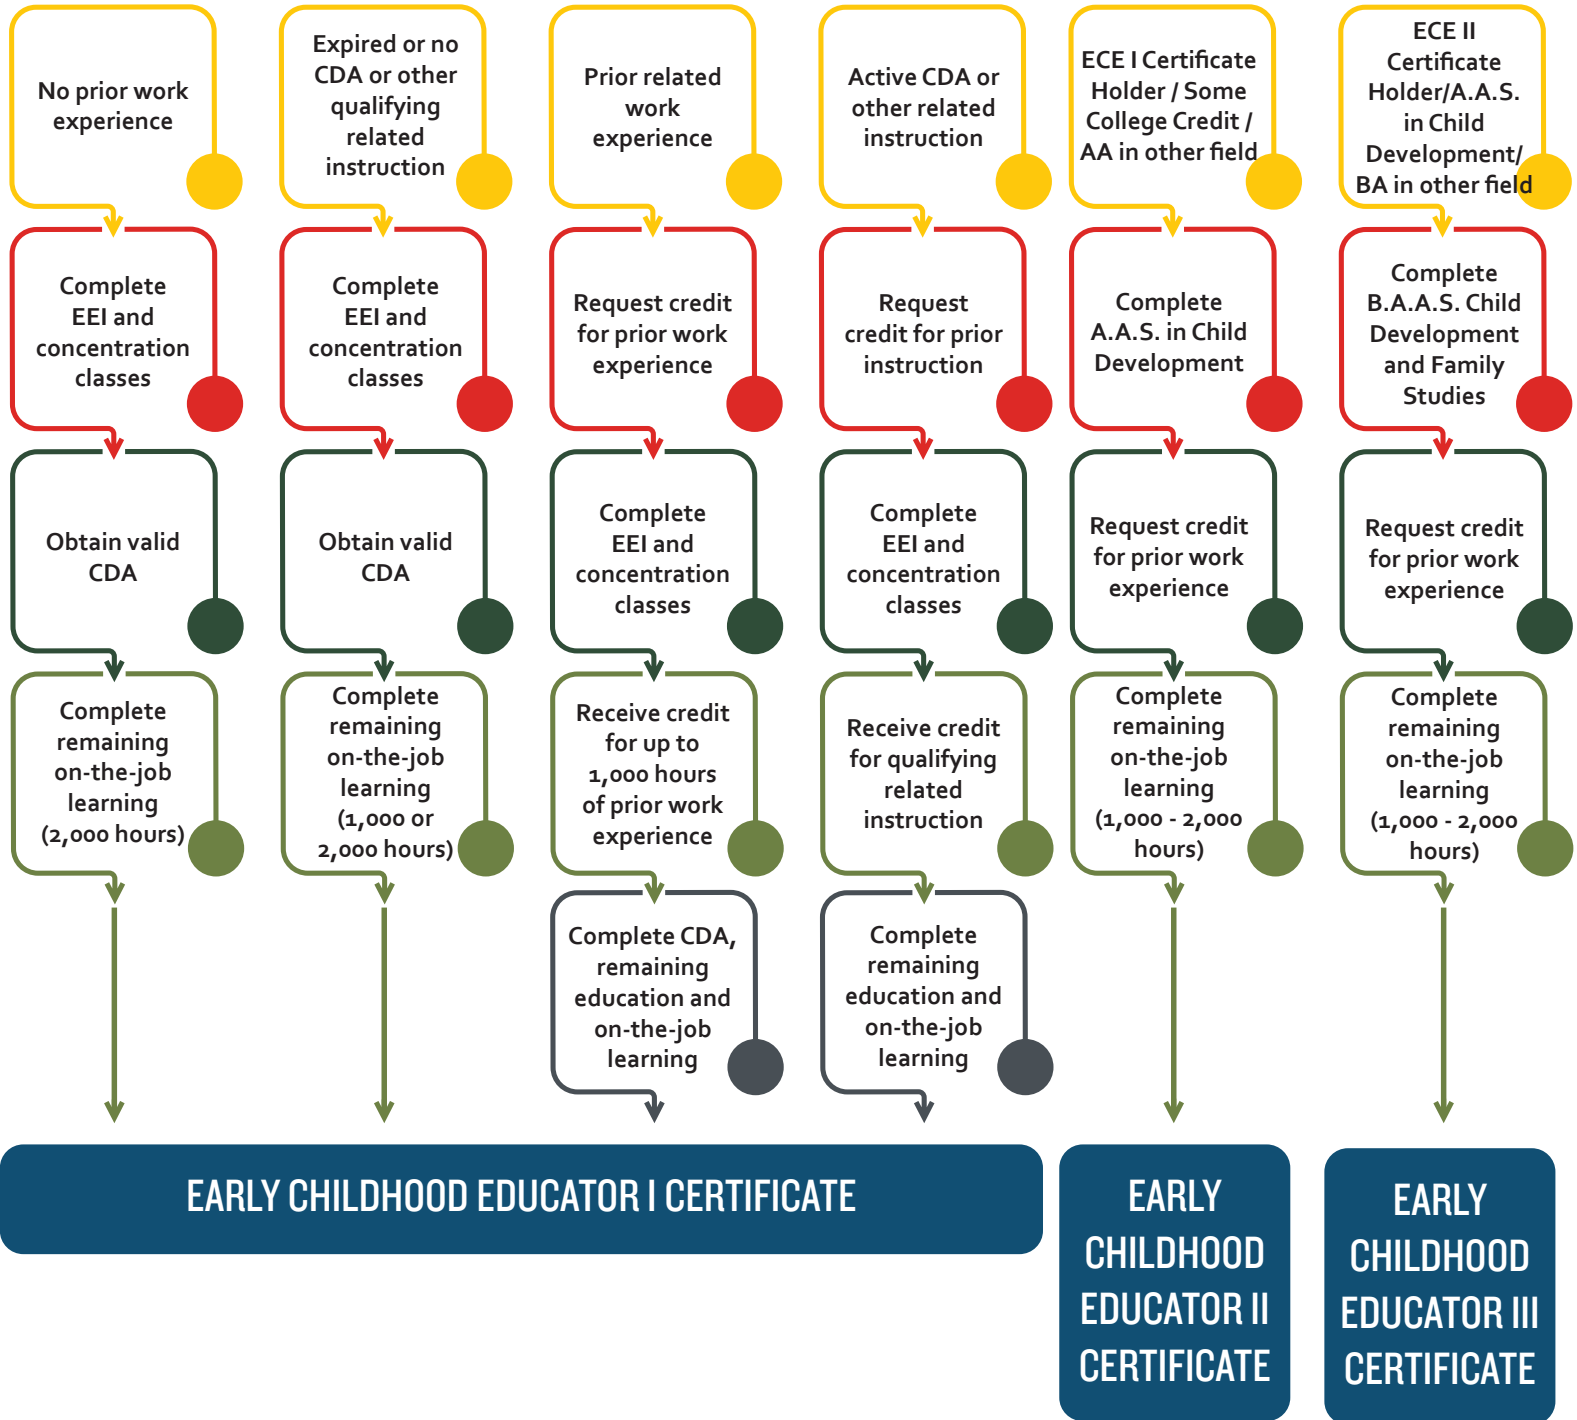 No prior work
experience
Complete
EEI and
concentration
classes
Obtain valid
CDA
Complete
remaining
on-the-job
learning
(2,000 hours)
Expired or no
CDA or other
qualifying
related
instruction
Complete
EEI and
concentration
classes
Obtain valid
CDA
Complete
remaining
on-the-job
learning
(1,000 or
2,000 hours)
Prior related
work
experience
Request credit
for prior work
experience
Complete
EEI and
concentration
classes
Receive credit
for up to
1,000 hours
of prior work
experience
Complete CDA,
remaining
education and
on-the-job
learning
Active CDA or
other related
instruction
Request
credit for prior
instruction
Complete
EEI and
concentration
classes
Receive credit
for qualifying
related
instruction
Complete
remaining
education and
on-the-job
learning
EARLY CHILDHOOD EDUCATOR I CERTIFICATE
ECE I Certificate
Holder / Some
College Credit /
AA in other field
Complete
A.A.S. in Child
Development
Request credit
for prior work
experience
Complete
remaining
on-the-job
learning
(1,000 - 2,000
hours)
EARLY
CHILDHOOD
EDUCATOR II
CERTIFICATE
ECE II
Certificate
Holder/A.A.S.
in Child
Development/
BA in other field
Complete
B.A.A.S. Child
Development
and Family
Studies
Request credit
for prior work
experience
Complete
remaining
on-the-job
learning
(1,000 - 2,000
hours)
EARLY
CHILDHOOD
EDUCATOR III
CERTIFICATE